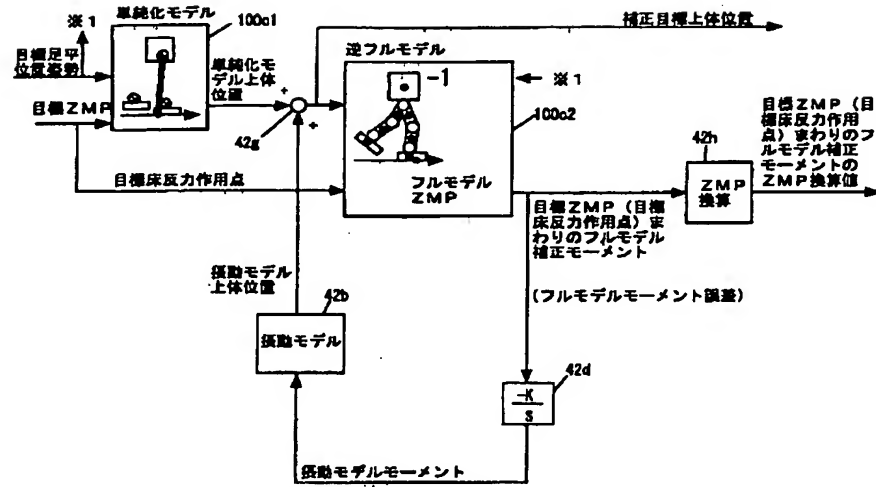 単純化モデル
100c1
補正目標上体位置
※1
目標足平
位置姿勢
単純化モ
デル上体
位置
逆フルモデル
-1
※1
100c2
目標ZMP
42g
+
+
目標ZMP(目
標床反力作用
点)まわりのフ
ルモデル補正
モーメントの
ZMP換算値
42h
ZMP
換算
目標床反力作用点
フルモデル
ZMP
目標ZMP(目標
床反力作用点)ま
わりのフルモデル
補正モーメント
摂動モデル
上体位置
42b
(フルモデルモーメント誤差)
摂動モデル
42d
-K
S
摂動モデルモーメント